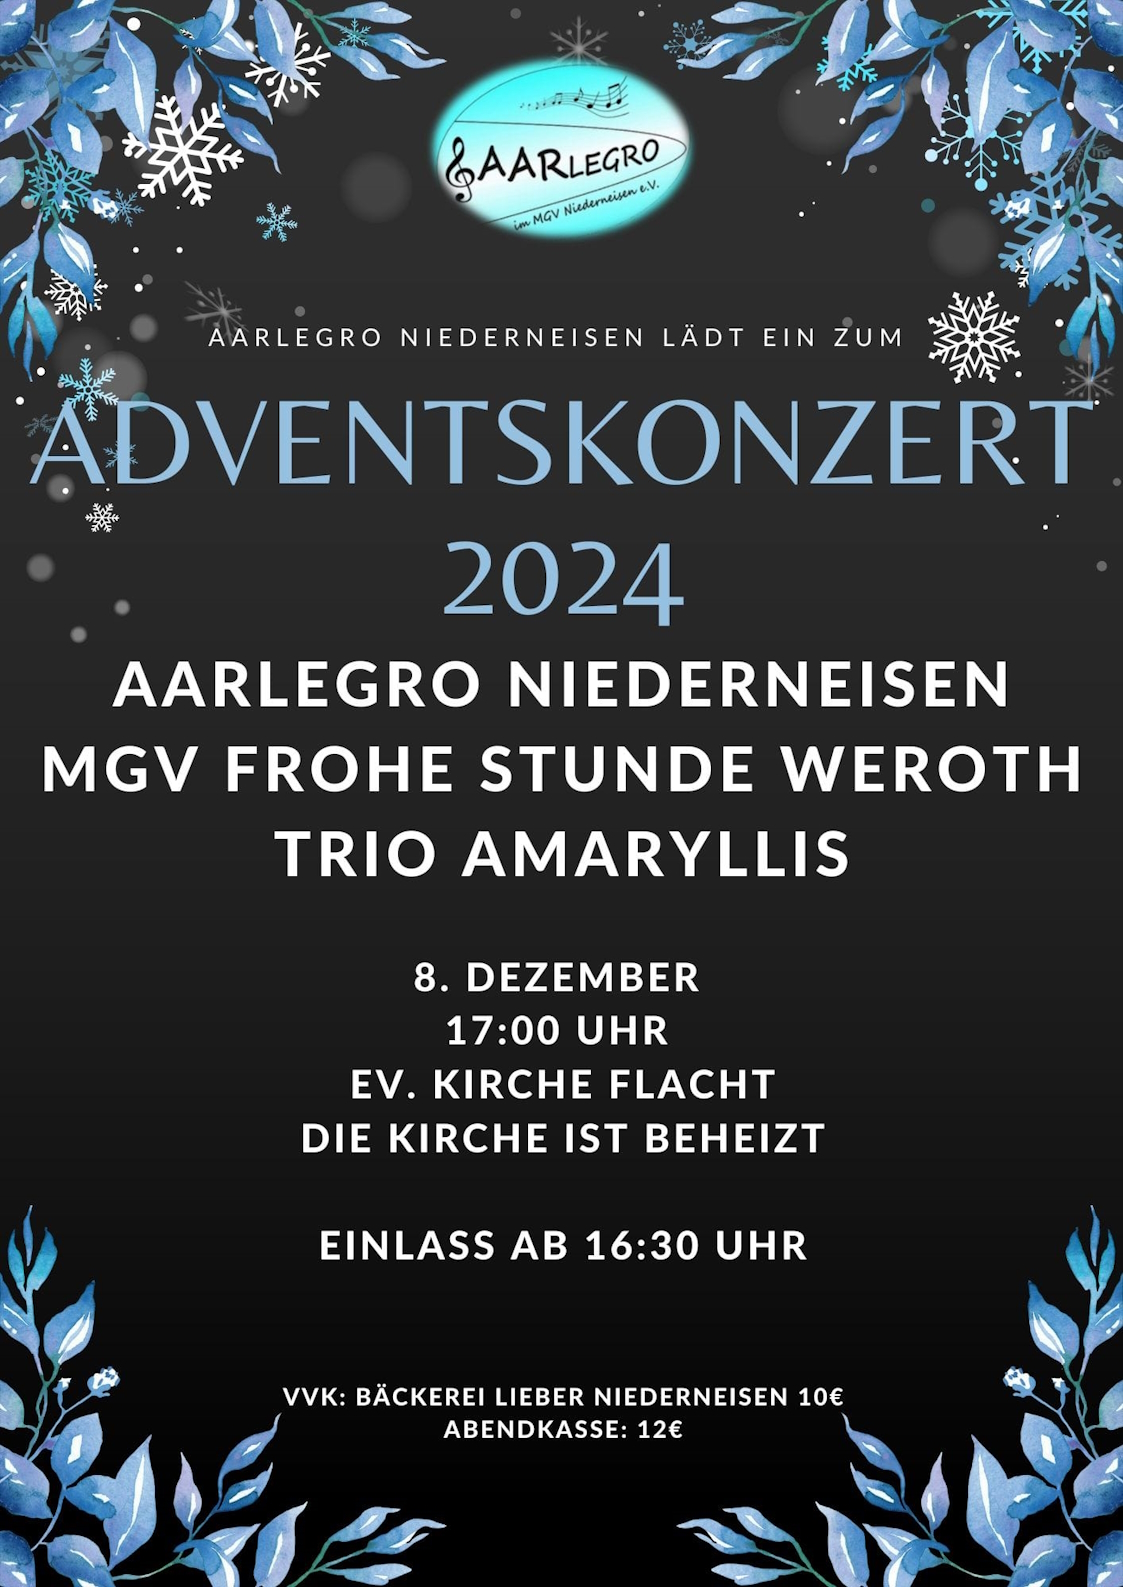 AARLEGRO
im MGV Niederneisen e.V.
AARLEGRO NIEDERNEISEN LÄDT EIN ZUM
ADVENTSKONZERT
2024
AARLEGRO NIEDERNEISEN
MGV FROHE STUNDE WEROTH
TRIO AMARYLLIS
8. DEZEMBER
17:00 UHR
EV. KIRCHE FLACHT
DIE KIRCHE IST BEHEIZT
EINLASS AB 16:30 UHR
VVK: BÄCKEREI LIEBER NIEDERNEISEN 10€
ABENDKASSE: 12€